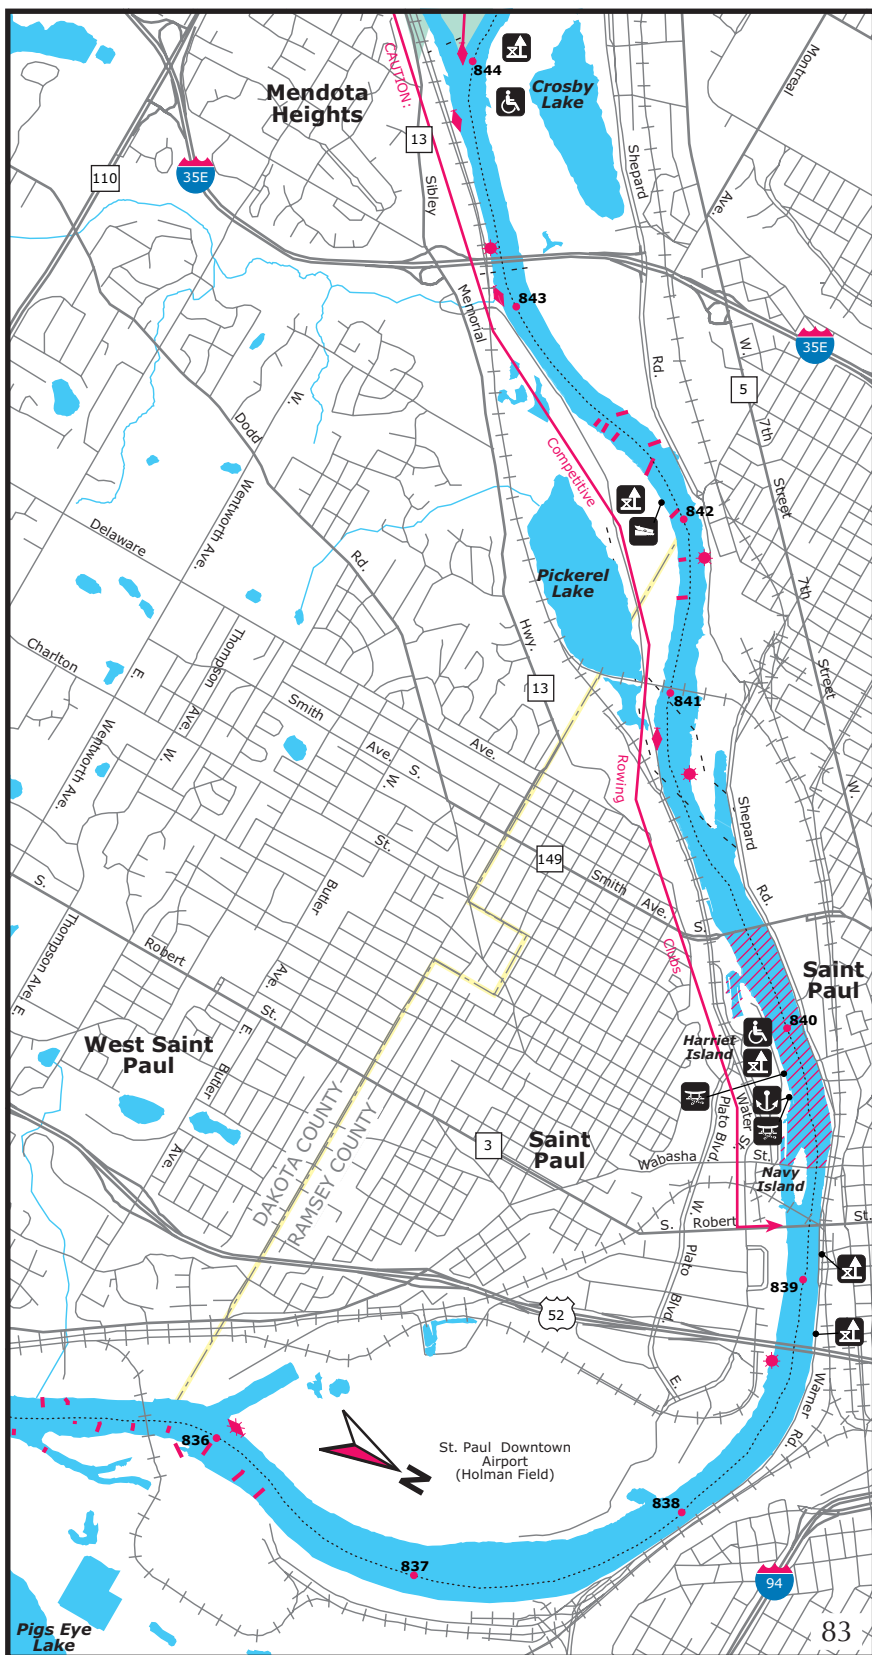 844
Crosby
Lake
Mendota
Heights
CAUTION:
Montreal
Ave.
13
110
35E
Sibley
Shepard
Memorial
843
Rd.
W.
35E
5
7th
Street
W.
Dodd
Wentworth Ave.
Competitive
842
Delaware
Rd.
Pickerel
Lake
7th
Street
W.
Charlton
E.
Thompson
Ave.
W.
Hwy.
13
841
Smith
Ave.
S.
Ave.
W.
Wentworth Ave.
Rowing
Shepard
Rd.
St.
149
Smith
Ave.
S.
S.
Butler
Ave.
E.
Thompson Ave.
E.
Robert
St.
Clubs
Saint
Paul
840
Harriet
Island
West Saint
Paul
Butler
Ave.
DAKOTA COUNTY
RAMSEY COUNTY
3
Saint
Paul
Plato Blvd.
Water St.
Wabasha
St.
Navy
Island
W.
S.
Robert
St.
Plato
Blvd.
E.
839
52
Warner
Rd.
836
N
St. Paul Downtown
Airport
(Holman Field)
838
837
94
Pigs Eye
Lake
83